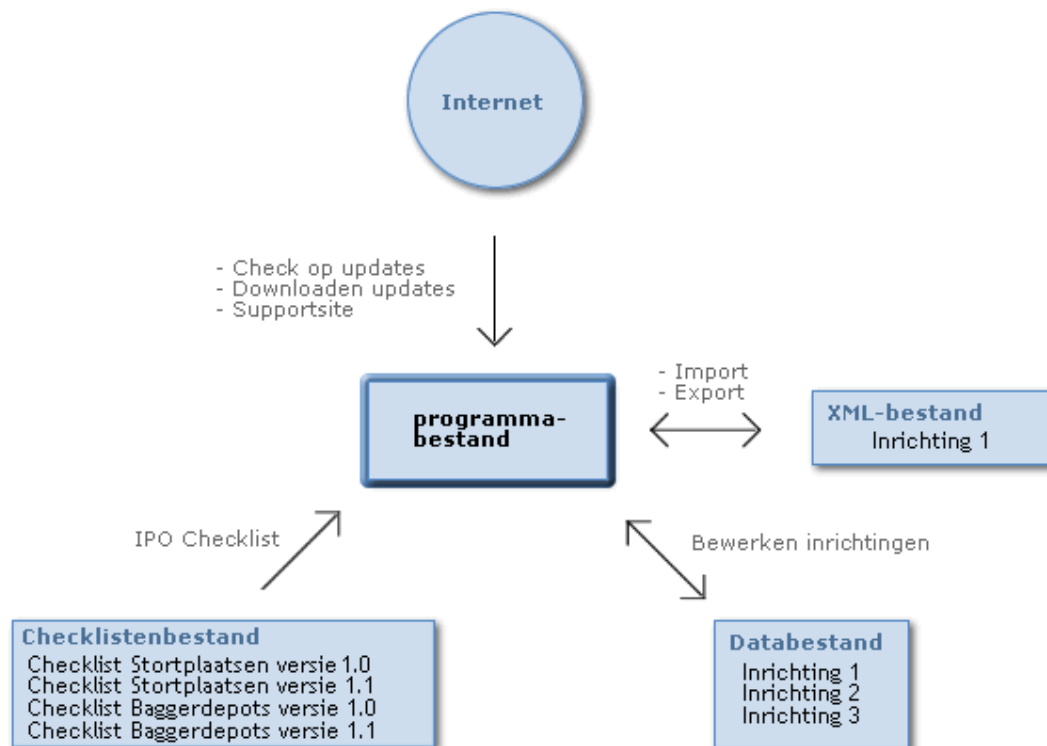 Internet
- Check op updates
- Downloaden updates
- Supportsite
programma-
bestand
- Import
- Export
XML-bestand
Inrichting 1
IPO Checklist
Bewerken inrichtingen
Checklistenbestand
Checklist Stortplaatsen versie 1.0
Checklist Stortplaatsen versie 1.1
Checklist Baggerdepots versie 1.0
Checklist Baggerdepots versie 1.1
Databestand
Inrichting 1
Inrichting 2
Inrichting 3